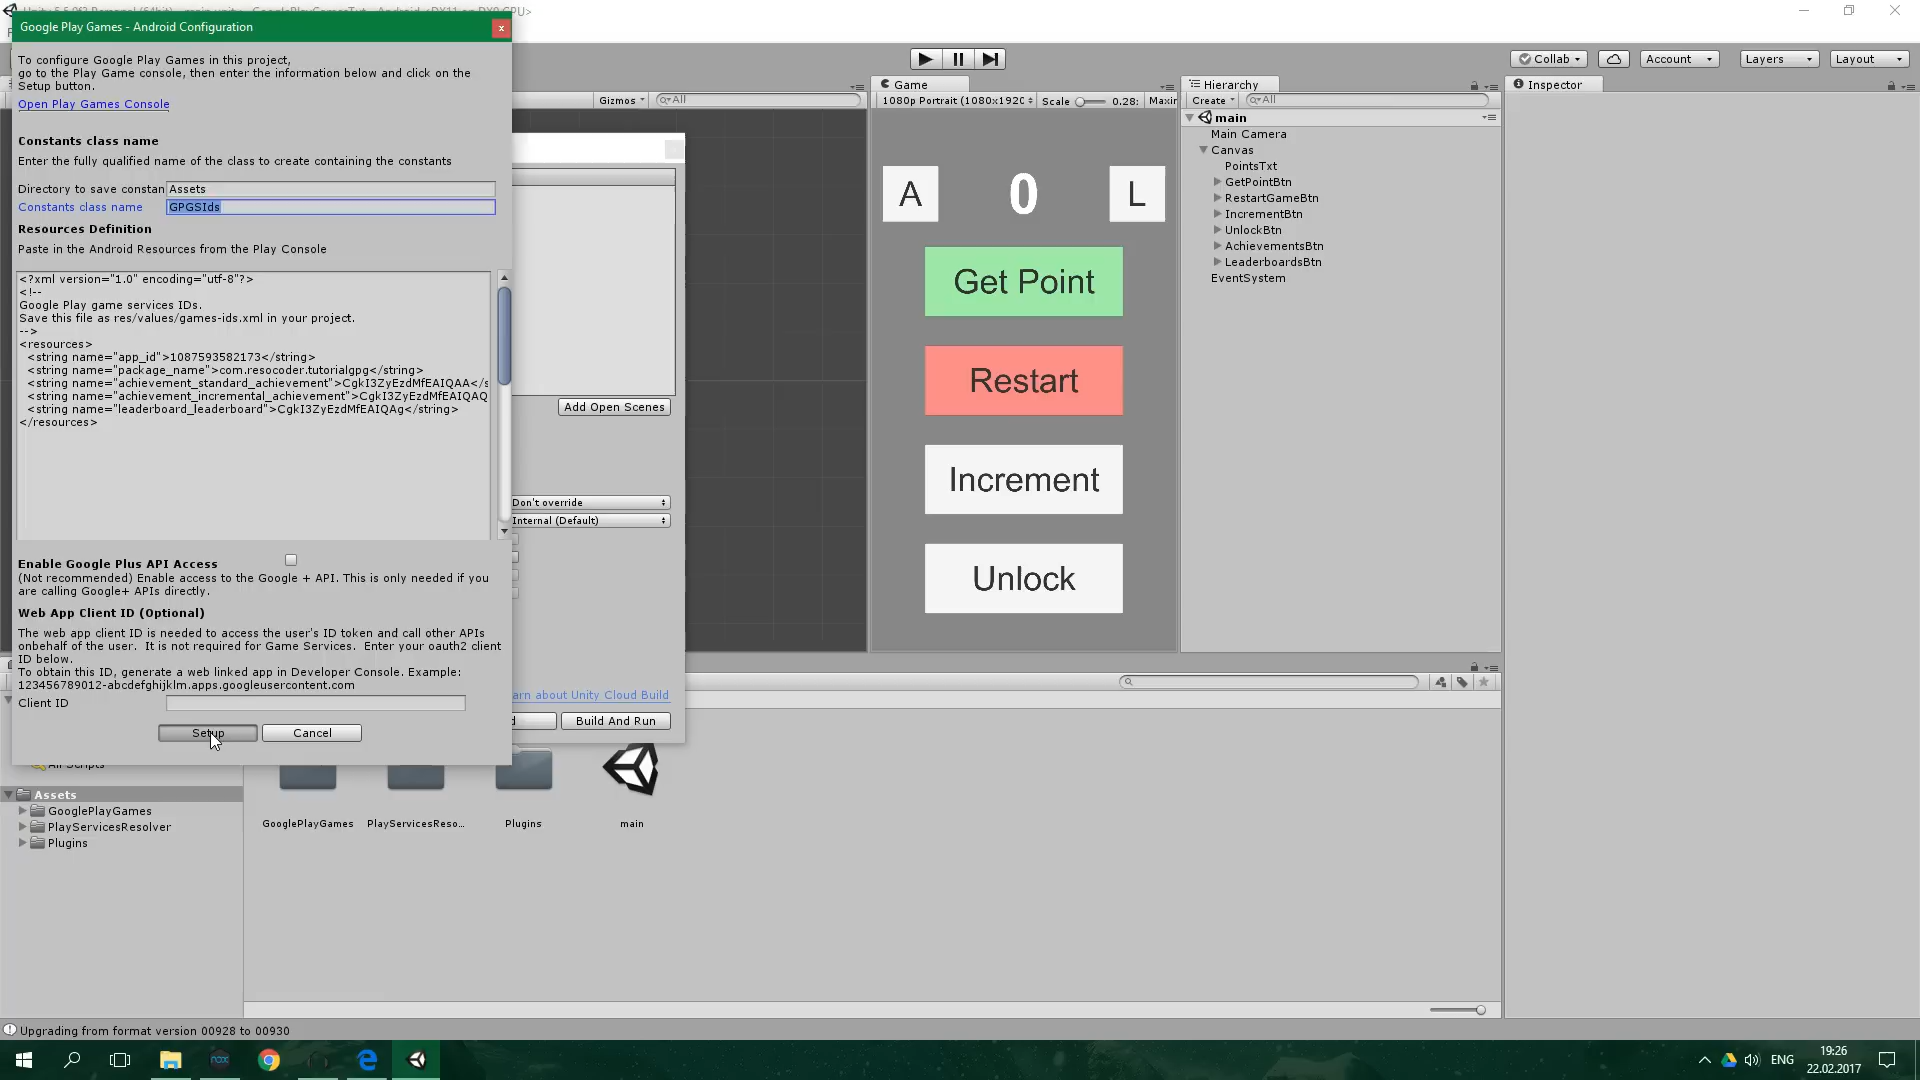 Google Play Games - Android Configuration
x
To configure Google Play Games in this project,
go to the Play Game console, then enter the information below and click on the
Setup button.
Open Play Games Console
Constants class name
Enter the fully qualified name of the class to create containing the constants
Directory to save constan Assets
Constants class name GPGSIds
Resources Definition
Paste in the Android Resources from the Play Console
<?xml version="1.0" encoding="utf-8"?>
<!--
Google Play game services IDs.
Save this file as res/values/games-ids.xml in your project.
-->
<resources>
<string name="app_id">1087593582173</string>
<string name="package_name">com.resocoder.tutorialgpg</string>
<string name="achievement_standard_achievement">CgkI3ZyEzdMfEAIQAA</s
<string name="achievement_incremental_achievement">CgkI3ZyEzdMfEAIQAQ
<string name="leaderboard_leaderboard">CgkI3ZyEzdMfEAIQAg</string>
</resources>
Enable Google Plus API Access
(Not recommended) Enable access to the Google + API. This is only needed if you
are calling Google+ APIs directly.
Web App Client ID (Optional)
The web app client ID is needed to access the user's ID token and call other APIs
onbehalf of the user.  It is not required for Game Services.  Enter your oauth2 client
ID below.
To obtain this ID, generate a web linked app in Developer Console. Example:
123456789012-abcdefghijklm.apps.googleusercontent.com
Client ID
Setup Cancel
Gizmos All
Add Open Scenes
Don't override
Internal (Default)
arn about Unity Cloud Build
d Build And Run
Collab Account Layers Layout
Game
1080p Portrait (1080x192 Scale 0.28: Maxin
A 0 L
Get Point
Restart
Increment
Unlock
Hierarchy
Create All
main
Main Camera
Canvas
PointsTxt
GetPointBtn
RestartGameBtn
IncrementBtn
UnlockBtn
AchievementsBtn
LeaderboardsBtn
EventSystem
Inspector
All Scripts
Assets
GooglePlayGames
PlayServicesResolver
Plugins
GooglePlayGames PlayServicesReso... Plugins main
Upgrading from format version 00928 to 00930
nox
ENG
19:26
22.02.2017